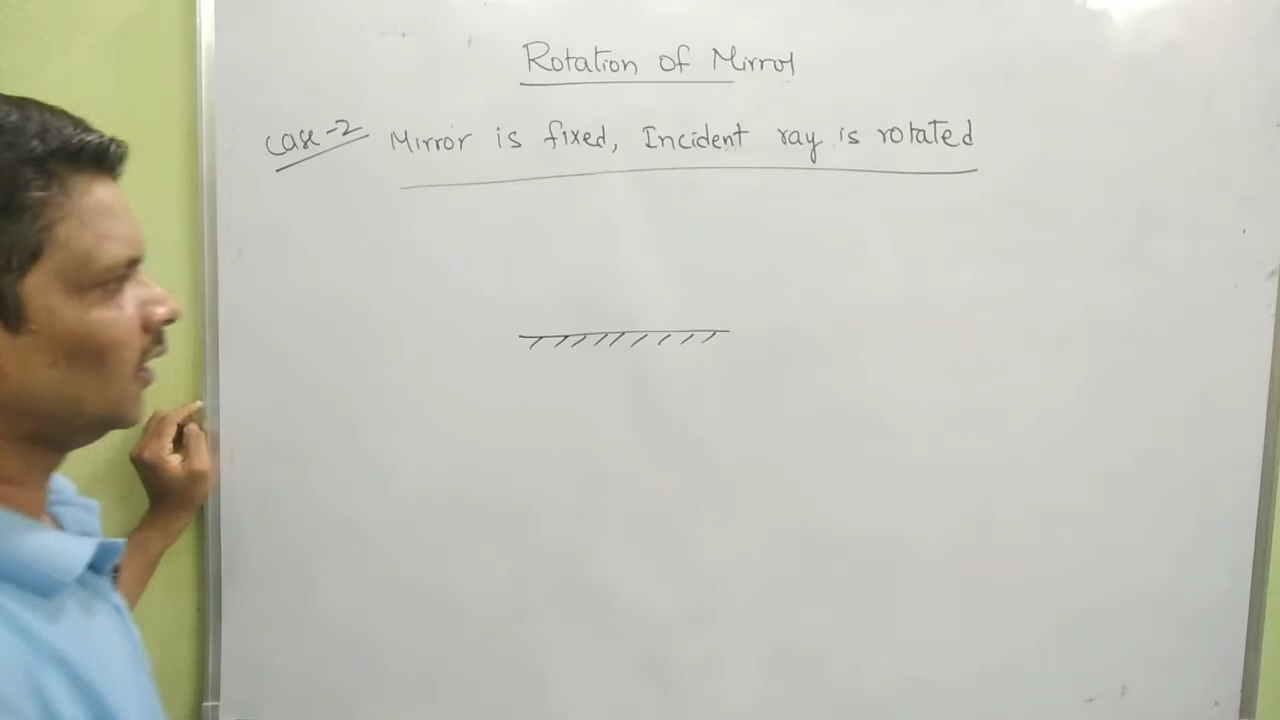 Rotation of Mirror
Case-2 Mirror is fixed, Incident ray is rotated